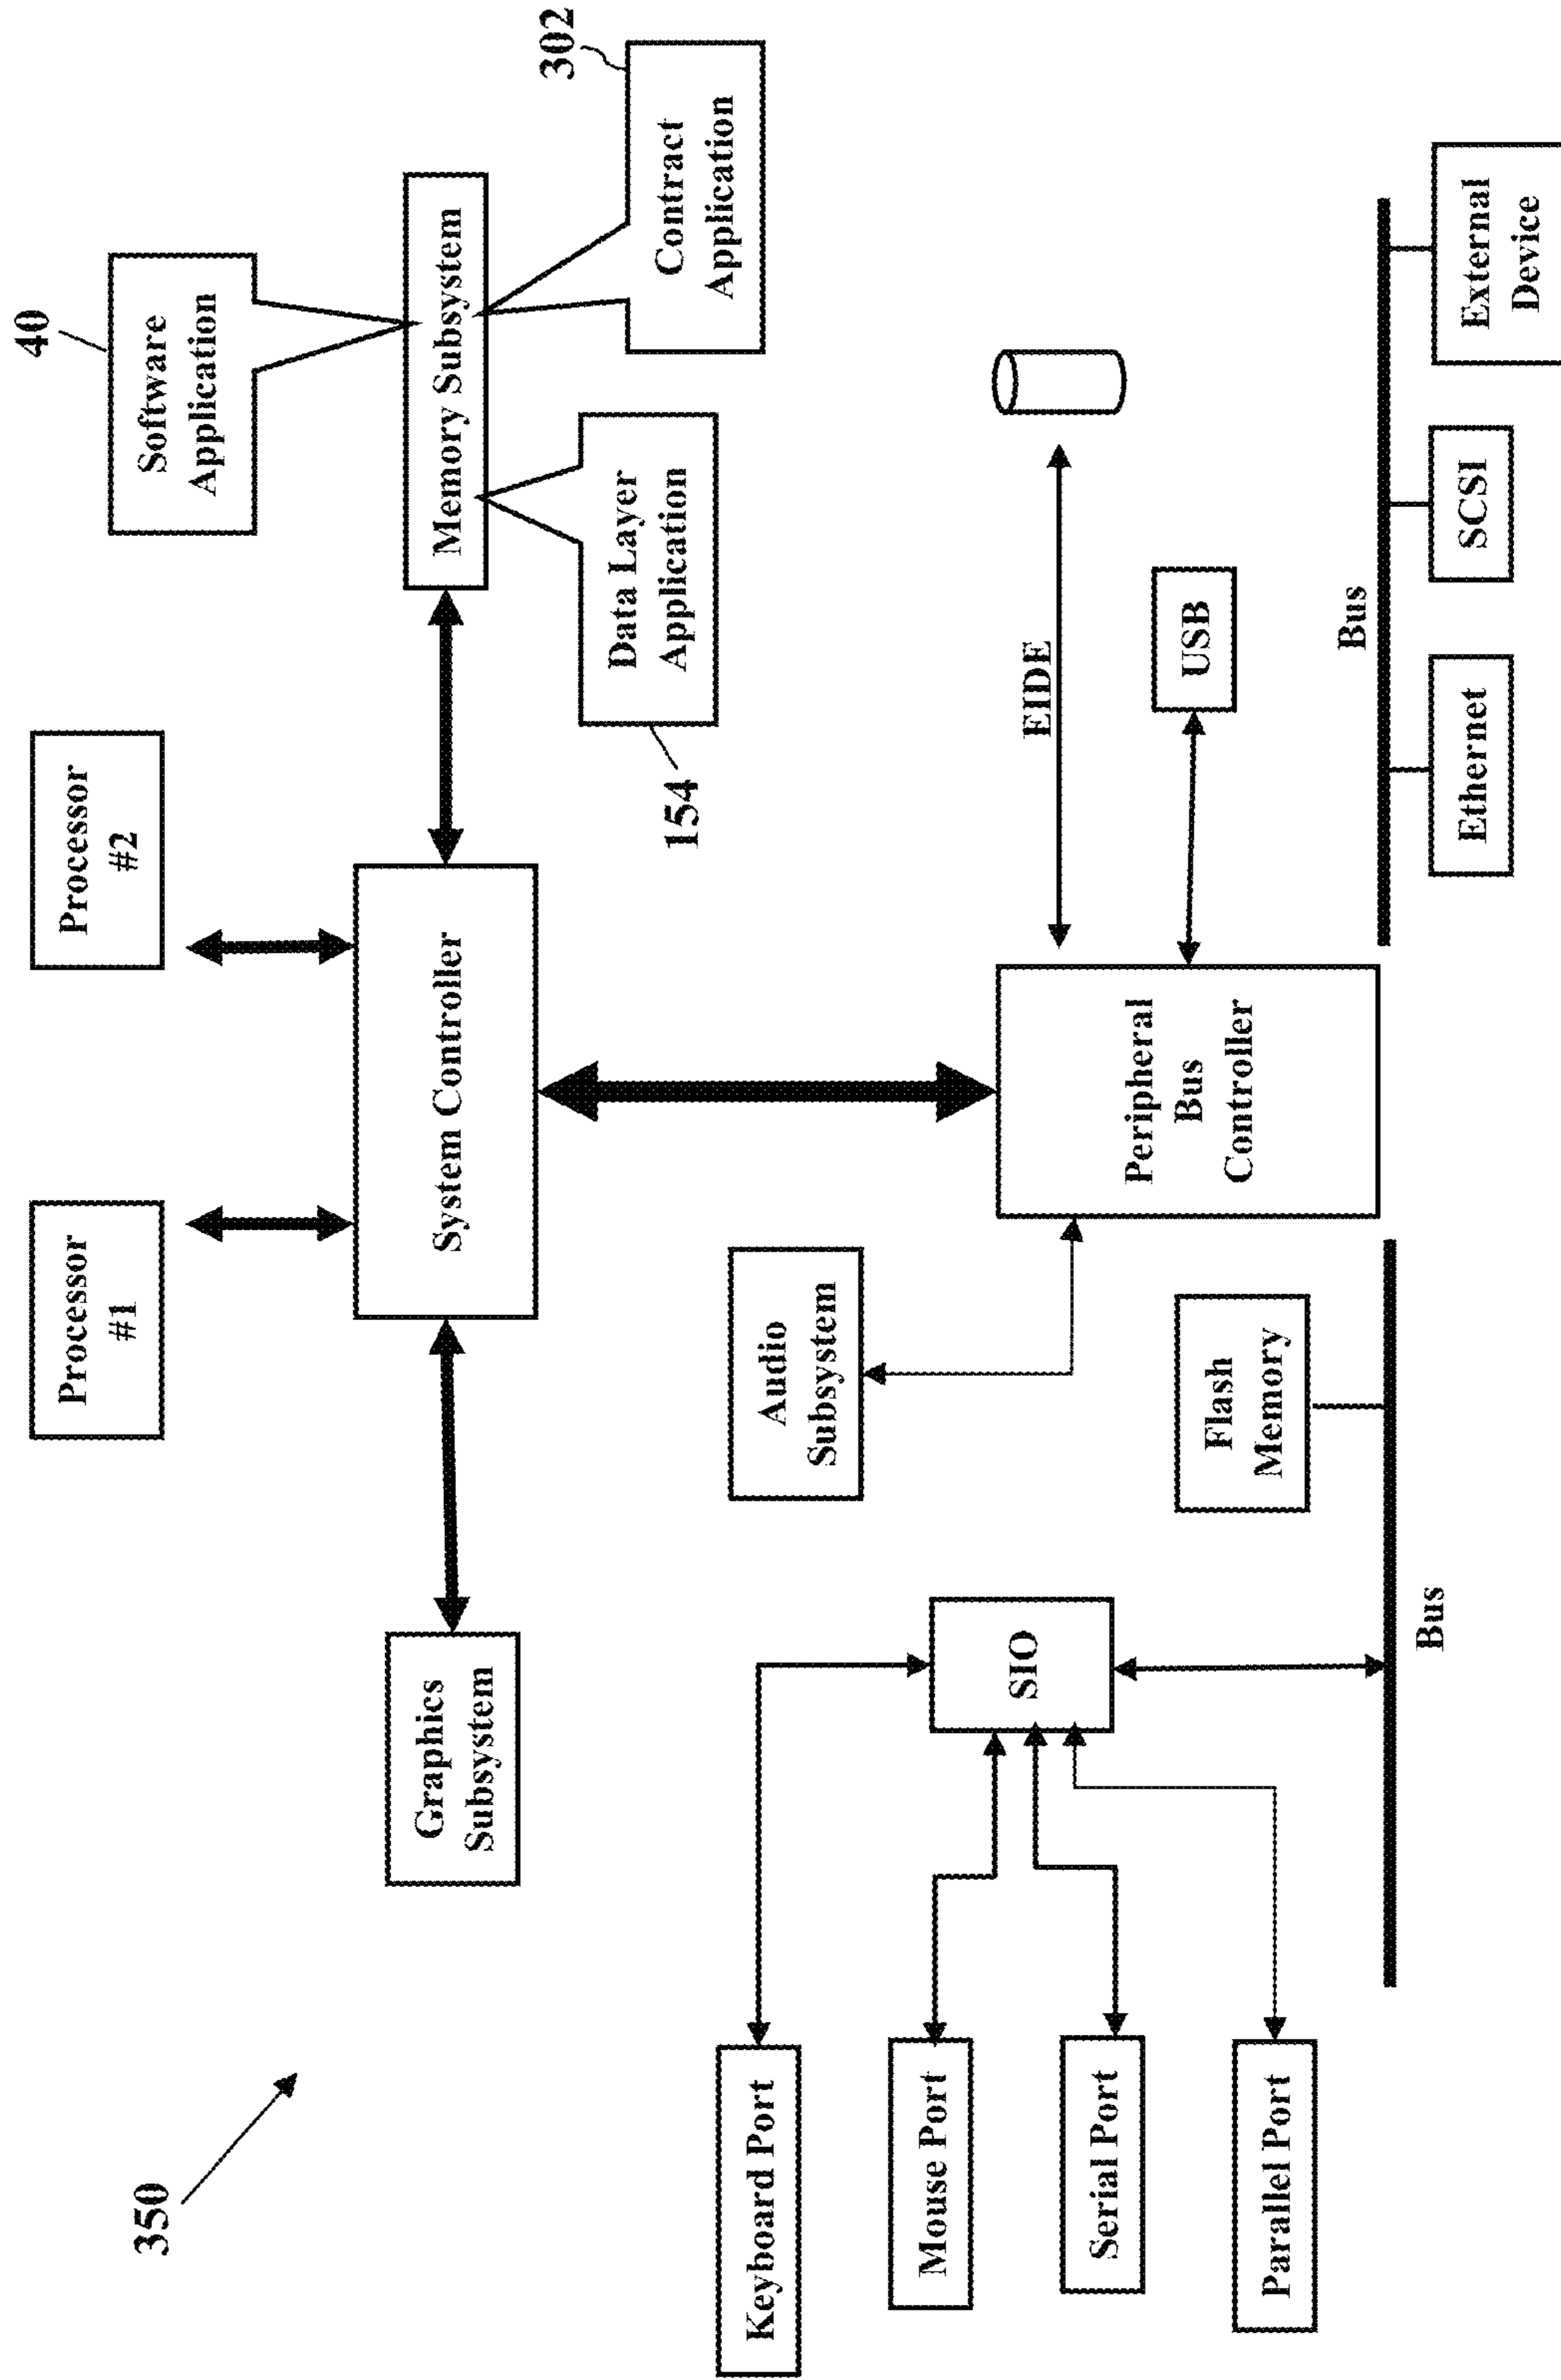 350
Processor
#1
Processor
#2
40
Software
Application
Graphics
Subsystem
System Controller
Memory Subsystem
154
Data Layer
Application
302
Contract
Application
Keyboard Port
Mouse Port
Serial Port
Parallel Port
SIO
Audio
Subsystem
Flash
Memory
Bus
Peripheral
Bus
Controller
EIDE
USB
Bus
Ethernet
SCSI
External
Device